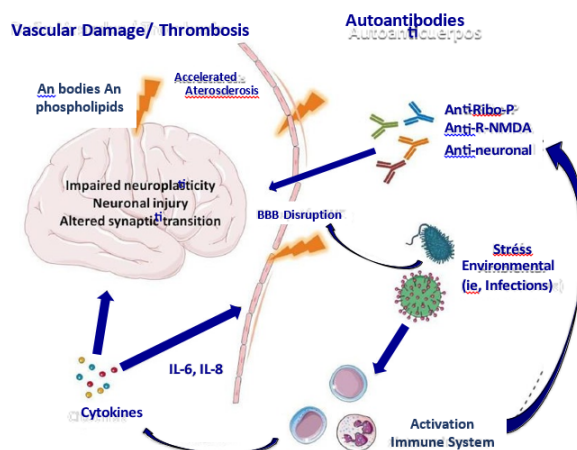 Vascular Damage/ Thrombosis
Autoantibodies
Autoanticuerpos
An bodies An
phospholipids
Accelerated
Aterosderosis
Anti-Ribo-P.
Anti-R-NMDA
Anti-neuronal
Impaired neuroplasticity
Neuronal injury
Altered synaptic transition
BBB Disruption
Stréss
Environmental
(ie, Infections)
IL-6, IL-8
Cytokines
Activation
Immune System